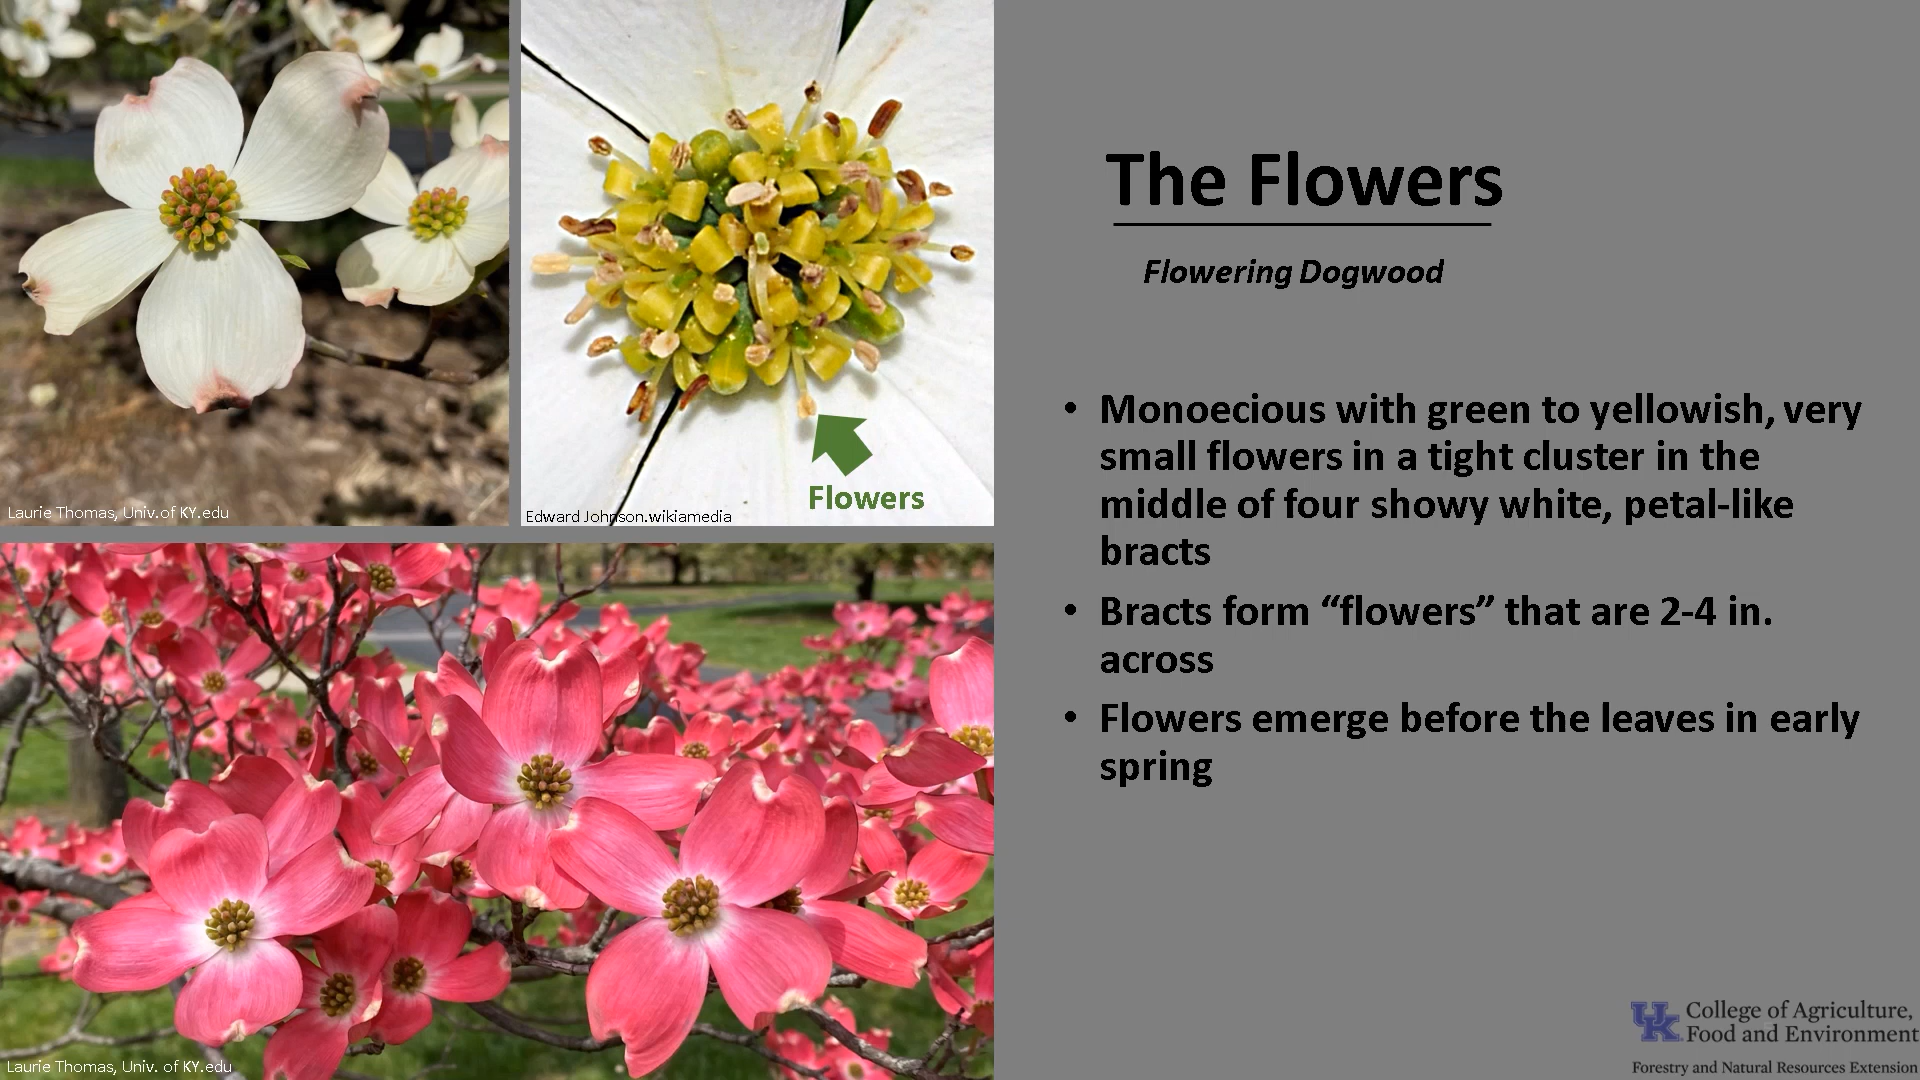 The Flowers
Flowering Dogwood
• Monoecious with green to yellowish, very
small flowers in a tight cluster in the
middle of four showy white, petal-like
bracts
• Bracts form “flowers” that are 2-4 in.
across
• Flowers emerge before the leaves in early
spring
Laurie Thomas, Univ.of KY.edu
Flowers
Edward Johnson.wikiamedia
Laurie Thomas, Univ. of KY.edu
UK College of Agriculture,
Food and Environment
Forestry and Natural Resources Extension